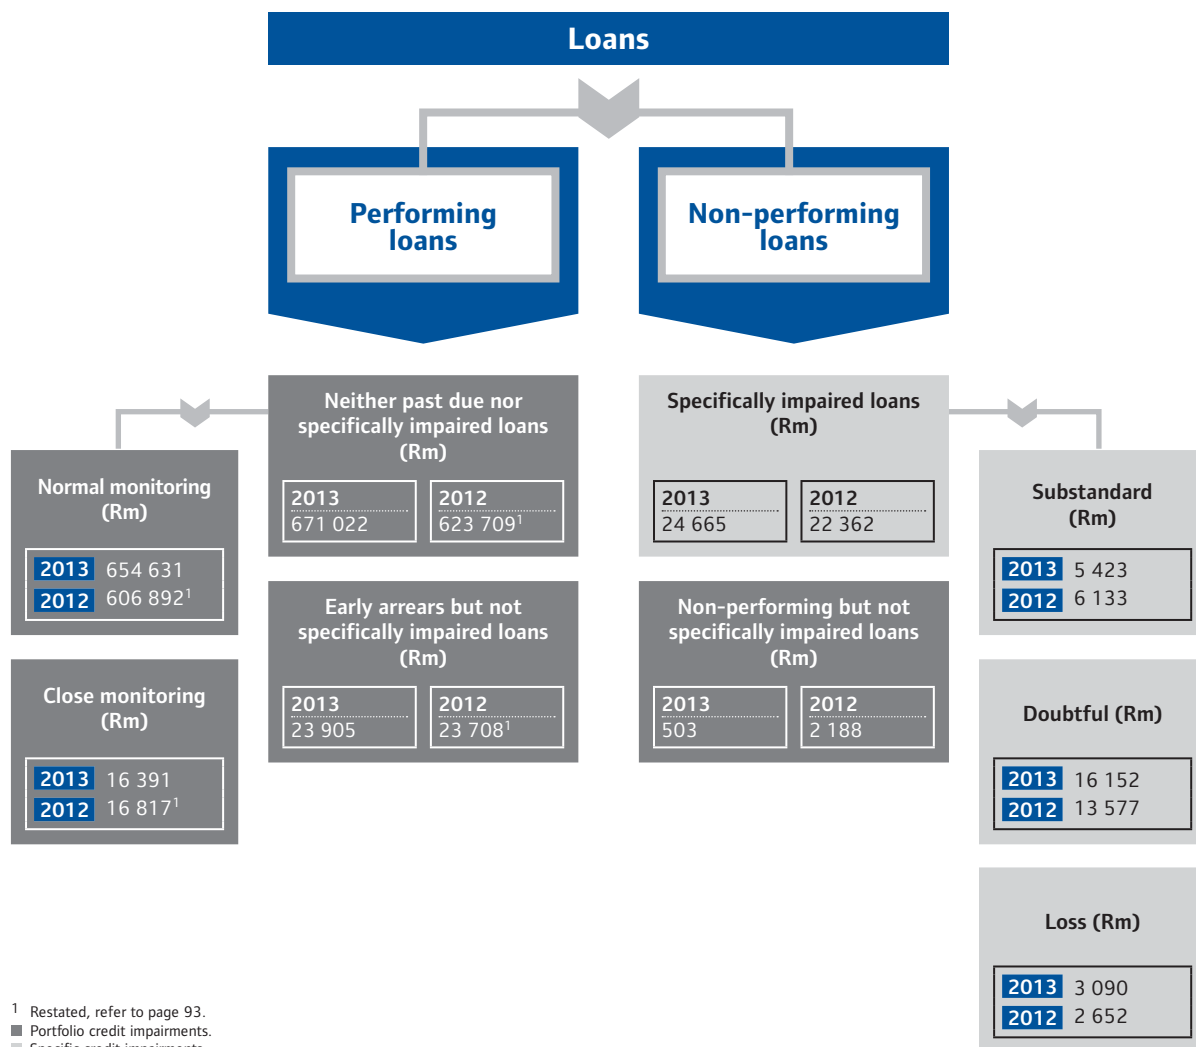 Loans
Performing
loans
Non-performing
loans
Neither past due nor
specifically impaired loans
(Rm)
2013
671 022
2012
623 709¹
Specifically impaired loans
(Rm)
2013
24 665
2012
22 362
Normal monitoring
(Rm)
2013 654 631
2012 606 892¹
Substandard
(Rm)
2013 5 423
2012 6 133
Early arrears but not
specifically impaired loans
(Rm)
2013
23 905
2012
23 708¹
Non-performing but not
specifically impaired loans
(Rm)
2013
503
2012
2 188
Close monitoring
(Rm)
2013 16 391
2012 16 817¹
Doubtful (Rm)
2013 16 152
2012 13 577
Loss (Rm)
2013 3 090
2012 2 652
¹ Restated, refer to page 93.
Portfolio credit impairments.
Specific credit impairments.